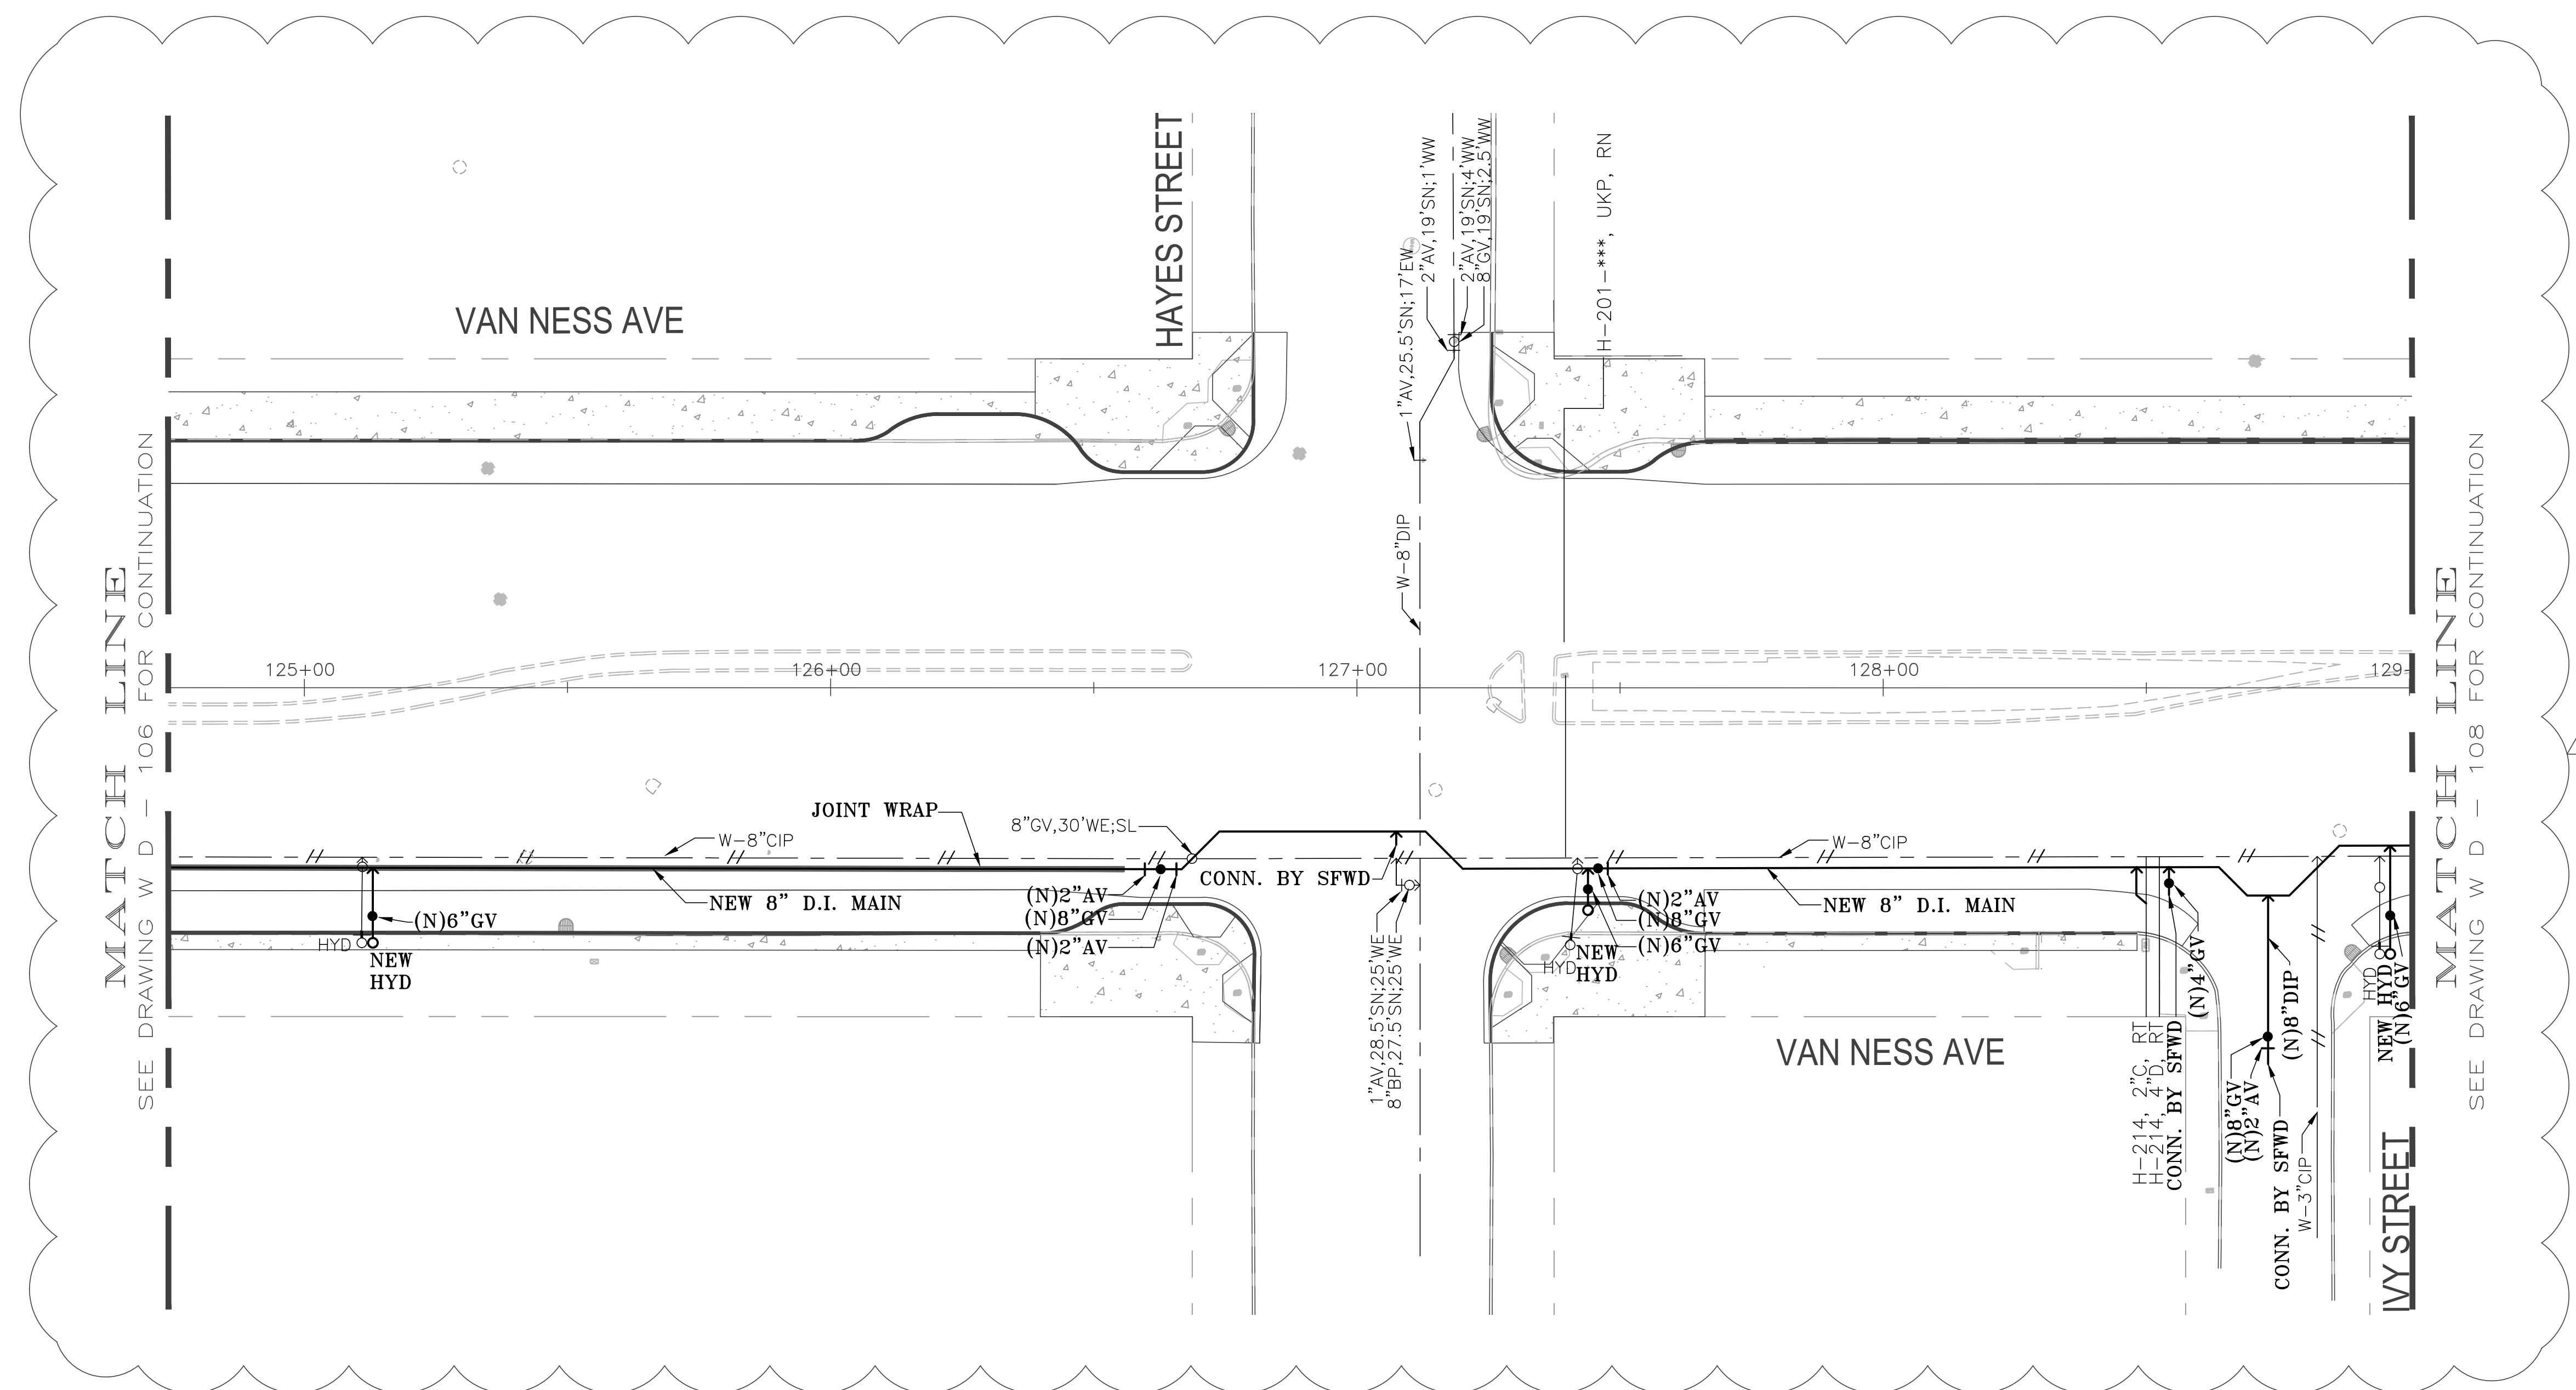 HAYES STREET
2"AV,19'SN;1'WW
2"AV,19'SN;4'WW
8"GV,19'SN;2.5'WW
H-201-***, UKP, RN
1"AV,25.5'SN;17'EW
VAN NESS AVE
MATCH LINE
SEE DRAWING W D - 106 FOR CONTINUATION
W-8"DIP
125+00
126+00
127+00
128+00
129+
MATCH LINE
SEE DRAWING W D - 108 FOR CONTINUATION
JOINT WRAP
W-8"CIP
8"GV,30'WE;SL
W-8"CIP
CONN. BY SFWD
NEW 8" D.I. MAIN
(N)2"AV
(N)8"GV
(N)2"AV
(N)6"GV
HYD
NEW
HYD
(N)2"AV
(N)8"GV
(N)6"GV
NEW 8" D.I. MAIN
HYD
NEW
HYD
1"AV,28.5'SN;25'WE
8"BP,27.5'SN;25'WE
VAN NESS AVE
H-214, 2"C, RT
H-214, 4"D, RT
CONN. BY SFWD
(N)4"GV
(N)8"GV
(N)2"AV
CONN. BY SFWD
(N)8"DIP
W-3"CIP
HYD
NEW HYD
(N)6"GV
IVY STREET